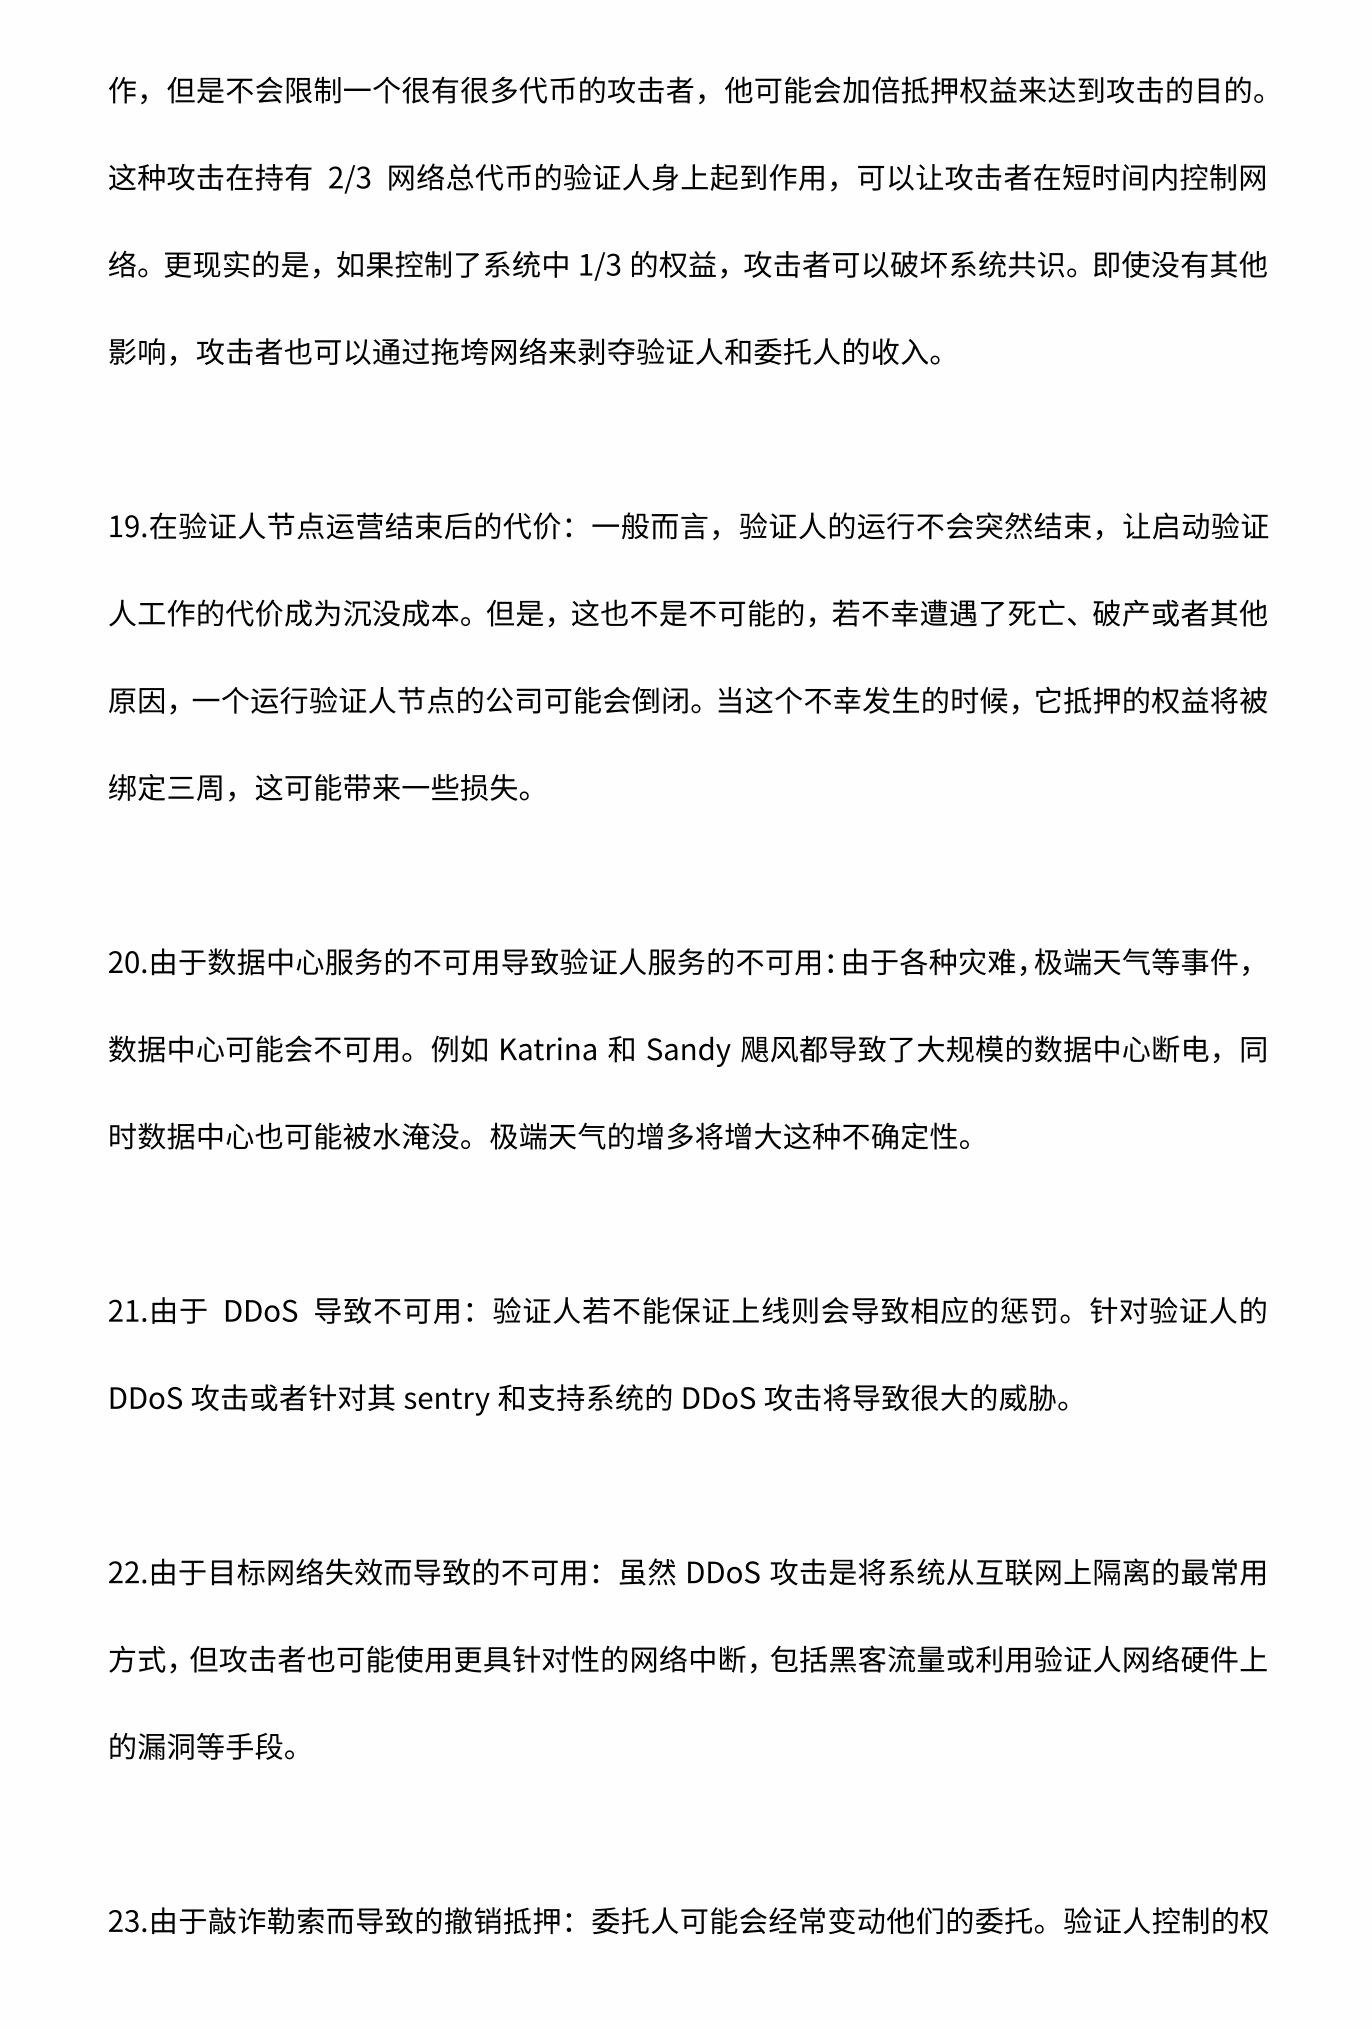 作，但是不会限制一个很有很多代币的攻击者，他可能会加倍抵押权益来达到攻击的目的。
这种攻击在持有 2/3 网络总代币的验证人身上起到作用，可以让攻击者在短时间内控制网
络。更现实的是，如果控制了系统中 1/3 的权益，攻击者可以破坏系统共识。即使没有其他
影响，攻击者也可以通过拖垮网络来剥夺验证人和委托人的收入。
19.在验证人节点运营结束后的代价：一般而言，验证人的运行不会突然结束，让启动验证
人工作的代价成为沉没成本。但是，这也不是不可能的，若不幸遭遇了死亡、破产或者其他
原因，一个运行验证人节点的公司可能会倒闭。当这个不幸发生的时候，它抵押的权益将被
绑定三周，这可能带来一些损失。
20.由于数据中心服务的不可用导致验证人服务的不可用：由于各种灾难，极端天气等事件，
数据中心可能会不可用。例如 Katrina 和 Sandy 飓风都导致了大规模的数据中心断电，同
时数据中心也可能被水淹没。极端天气的增多将增大这种不确定性。
21.由于 DDoS 导致不可用：验证人若不能保证上线则会导致相应的惩罚。针对验证人的
DDoS 攻击或者针对其 sentry 和支持系统的 DDoS 攻击将导致很大的威胁。
22.由于目标网络失效而导致的不可用：虽然 DDoS 攻击是将系统从互联网上隔离的最常用
方式，但攻击者也可能使用更具针对性的网络中断，包括黑客流量或利用验证人网络硬件上
的漏洞等手段。
23.由于敲诈勒索而导致的撤销抵押：委托人可能会经常变动他们的委托。验证人控制的权